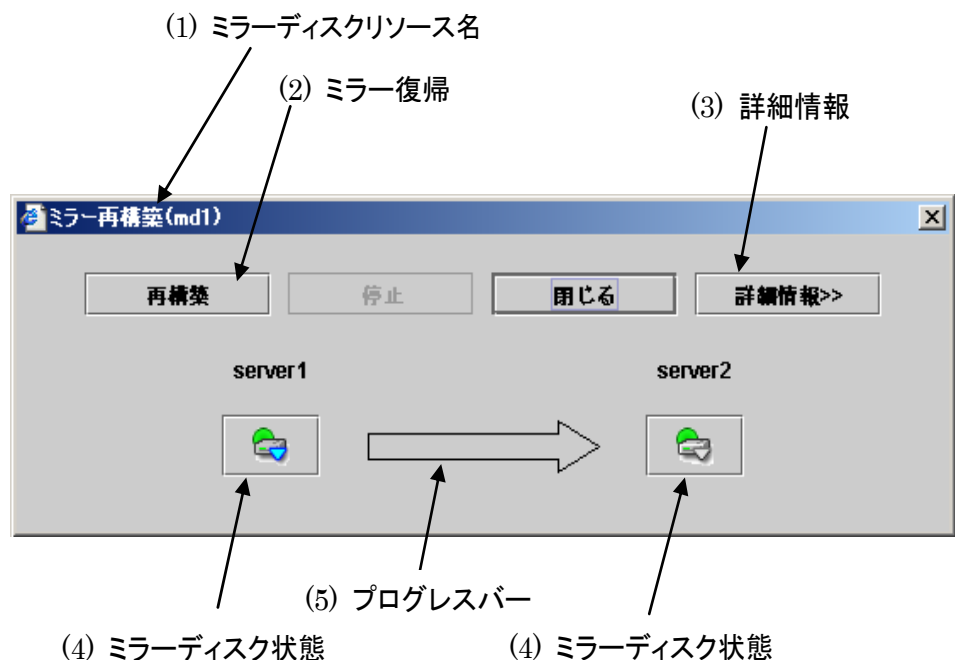 (1) ミラーディスクリソース名
(2) ミラー復帰
(3) 詳細情報
ミラー再構築(md1)
再構築 停止 閉じる 詳細情報>>
server1 server2
(5) プログレスバー
(4) ミラーディスク状態 (4) ミラーディスク状態